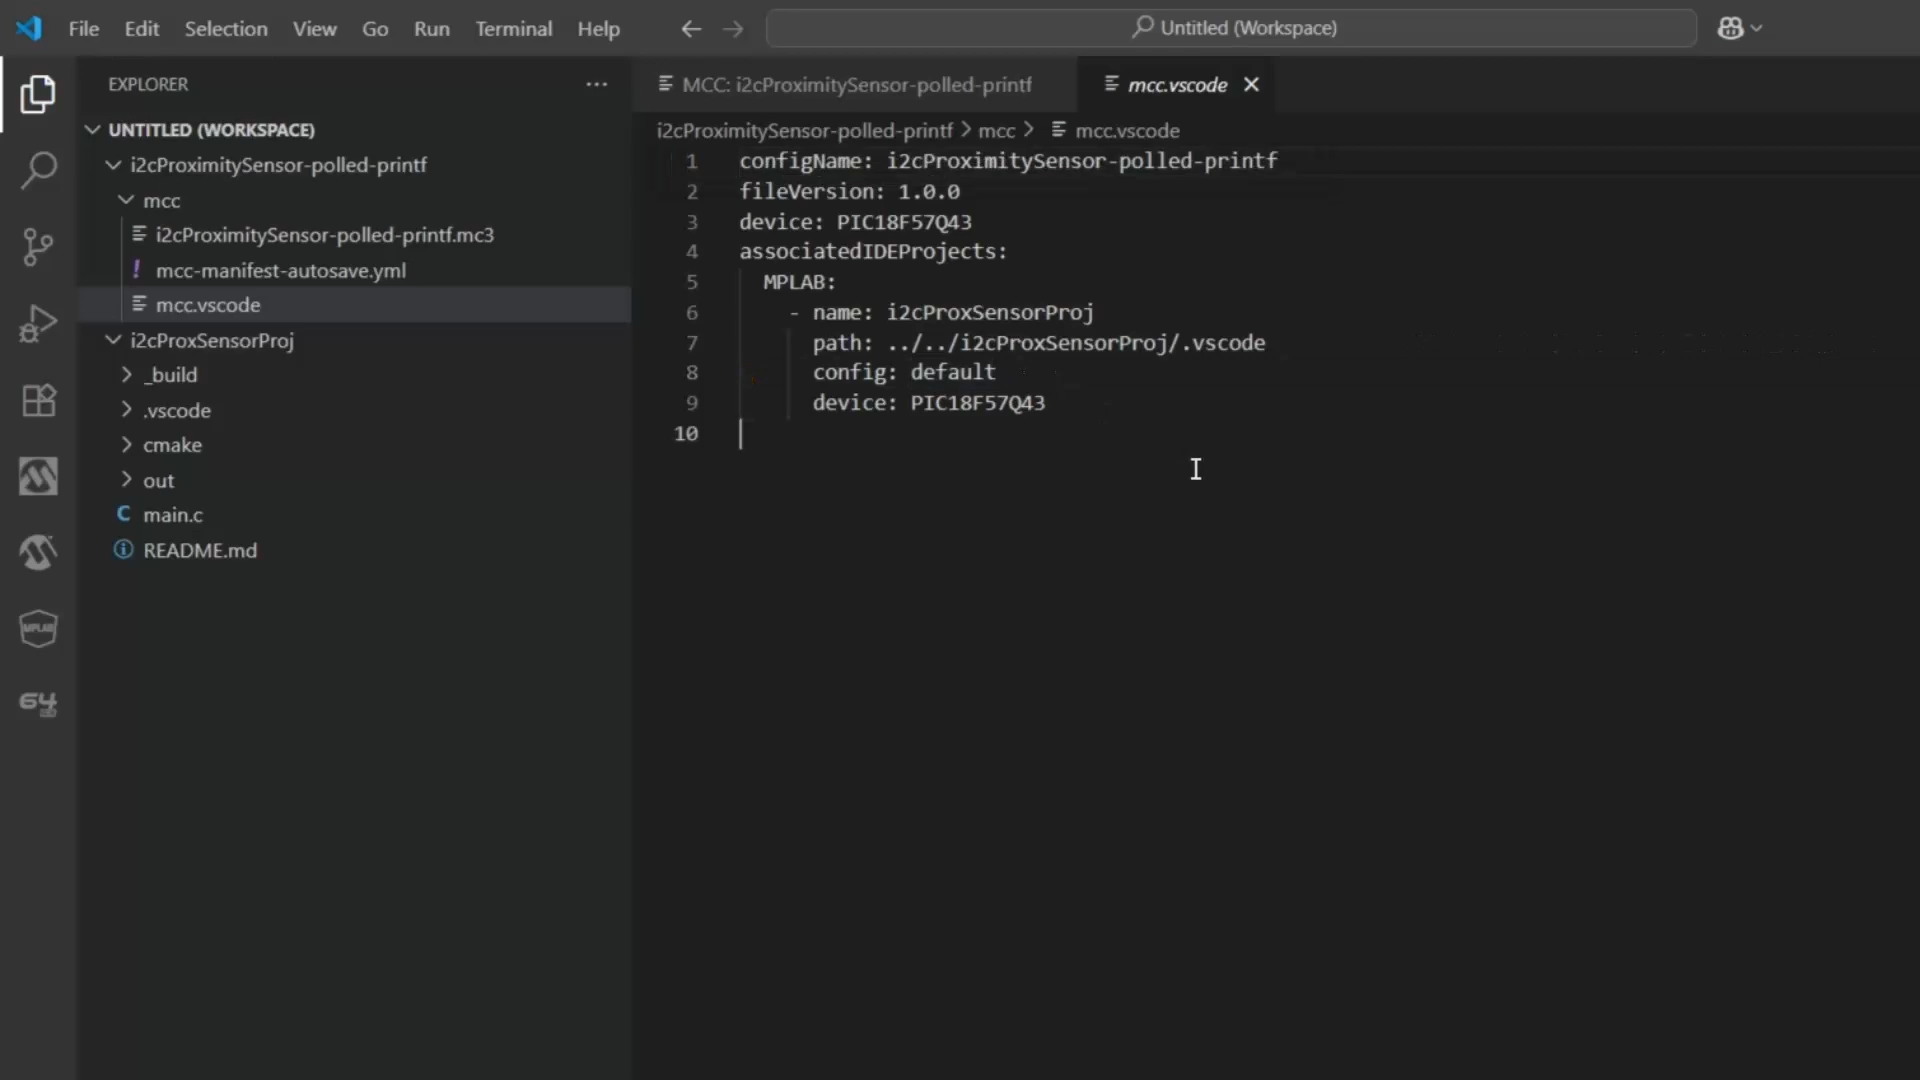 File Edit Selection View Go Run Terminal Help
Untitled (Workspace)
EXPLORER
UNTITLED (WORKSPACE)
i2cProximitySensor-polled-printf
mcc
i2cProximitySensor-polled-printf.mc3
! mcc-manifest-autosave.yml
mcc.vscode
i2cProxSensorProj
_build
.vscode
cmake
out
C main.c
README.md
MPLAB
64
MCC: i2cProximitySensor-polled-printf
mcc.vscode
i2cProximitySensor-polled-printf > mcc > mcc.vscode
1 configName: i2cProximitySensor-polled-printf
2 fileVersion: 1.0.0
3 device: PIC18F57Q43
4 associatedIDEProjects:
5 MPLAB:
6 - name: i2cProxSensorProj
7 path: ../../i2cProxSensorProj/.vscode
8 config: default
9 device: PIC18F57Q43
10